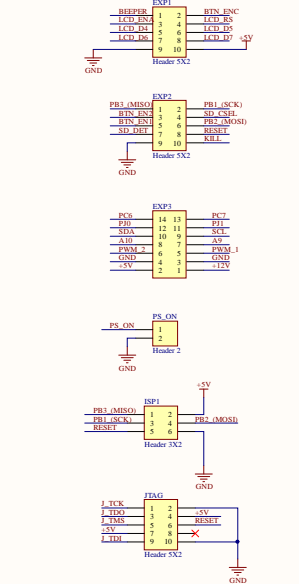 EXP1
BEEPER 1 2 BTN_ENC
LCD_ENA 3 4 LCD_RS
LCD_D4 5 6 LCD_D5
LCD_D6 7 8 LCD_D7
9 10 +5V
GND
Header 5X2
EXP2
PB3_(MISO) 1 2 PB1_(SCK)
BTN_EN2 3 4 SD_CSEL
BTN_EN1 5 6 PB2_(MOSI)
SD_DET 7 8 RESET
9 10 KILL
GND
Header 5X2
EXP3
PC6 14 13 PC7
PJ0 12 11 PJ1
SDA 10 9 SCL
A10 8 7 A9
PWM_2 6 5 PWM_1
GND 4 3 GND
+5V 2 1 +12V
PS_ON
PS_ON 1
2
GND
Header 2
ISP1
+5V
PB3_(MISO) 1 2
PB1_(SCK) 3 4 PB2_(MOSI)
RESET 5 6
Header 3X2
GND
JTAG
J_TCK 1 2
J_TDO 3 4 +5V
J_TMS 5 6 RESET
+5V 7 8
J_TDI 9 10
Header 5X2
GND